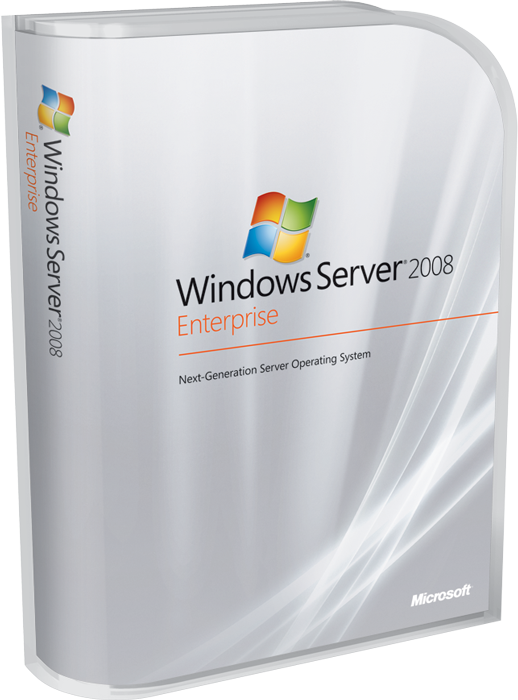 Windows Server® 2008
Enterprise
Windows Server® 2008
Enterprise
Next-Generation Server Operating System
Microsoft